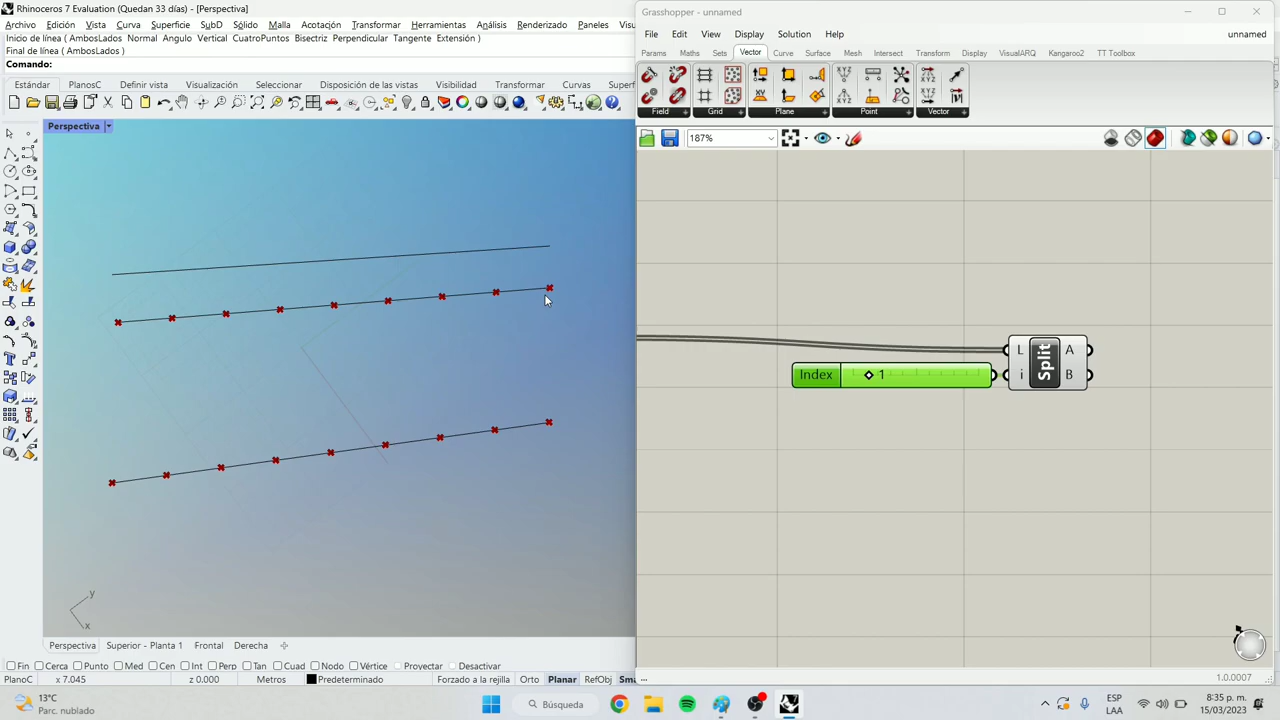 Rhinoceros 7 Evaluation (Quedan 33 días) - [Perspectiva]
Archivo Edición Vista Curva Superficie SubD Sólido Malla Acotación Transformar Herramientas Análisis Renderizado Paneles
Inicio de línea ( AmbosLados Normal Angulo Vertical CuatroPuntos Bisectriz Perpendicular Tangente Extensión )
Final de línea ( AmbosLados )
Comando:
Estándar PlanosC Definir vista Visualización Seleccionar Disposición de las vistas Visibilidad Transformar Curvas Superf
Perspectiva
y
x
Perspectiva Superior - Planta 1 Frontal Derecha
Fin Cerca Punto Med Cen Int Perp Tan Cuad Nodo Vértice Proyectar Desactivar
PlanoC x 7.045 z 0.000 Metros Predeterminado Forzado a la rejilla Orto Planar RefObj Sma
Grasshopper - unnamed
File Edit View Display Solution Help unnamed
Params Maths Sets Vector Curve Surface Mesh Intersect Transform Display VisualARQ Kangaroo2 TT Toolbox
Field Grid Plane Point Vector
187%
Index 1
L i Split A B
... 1.0.0007
13°C
Parc. nublado
Búsqueda
ESP
LAA
8:35 p. m.
15/03/2023